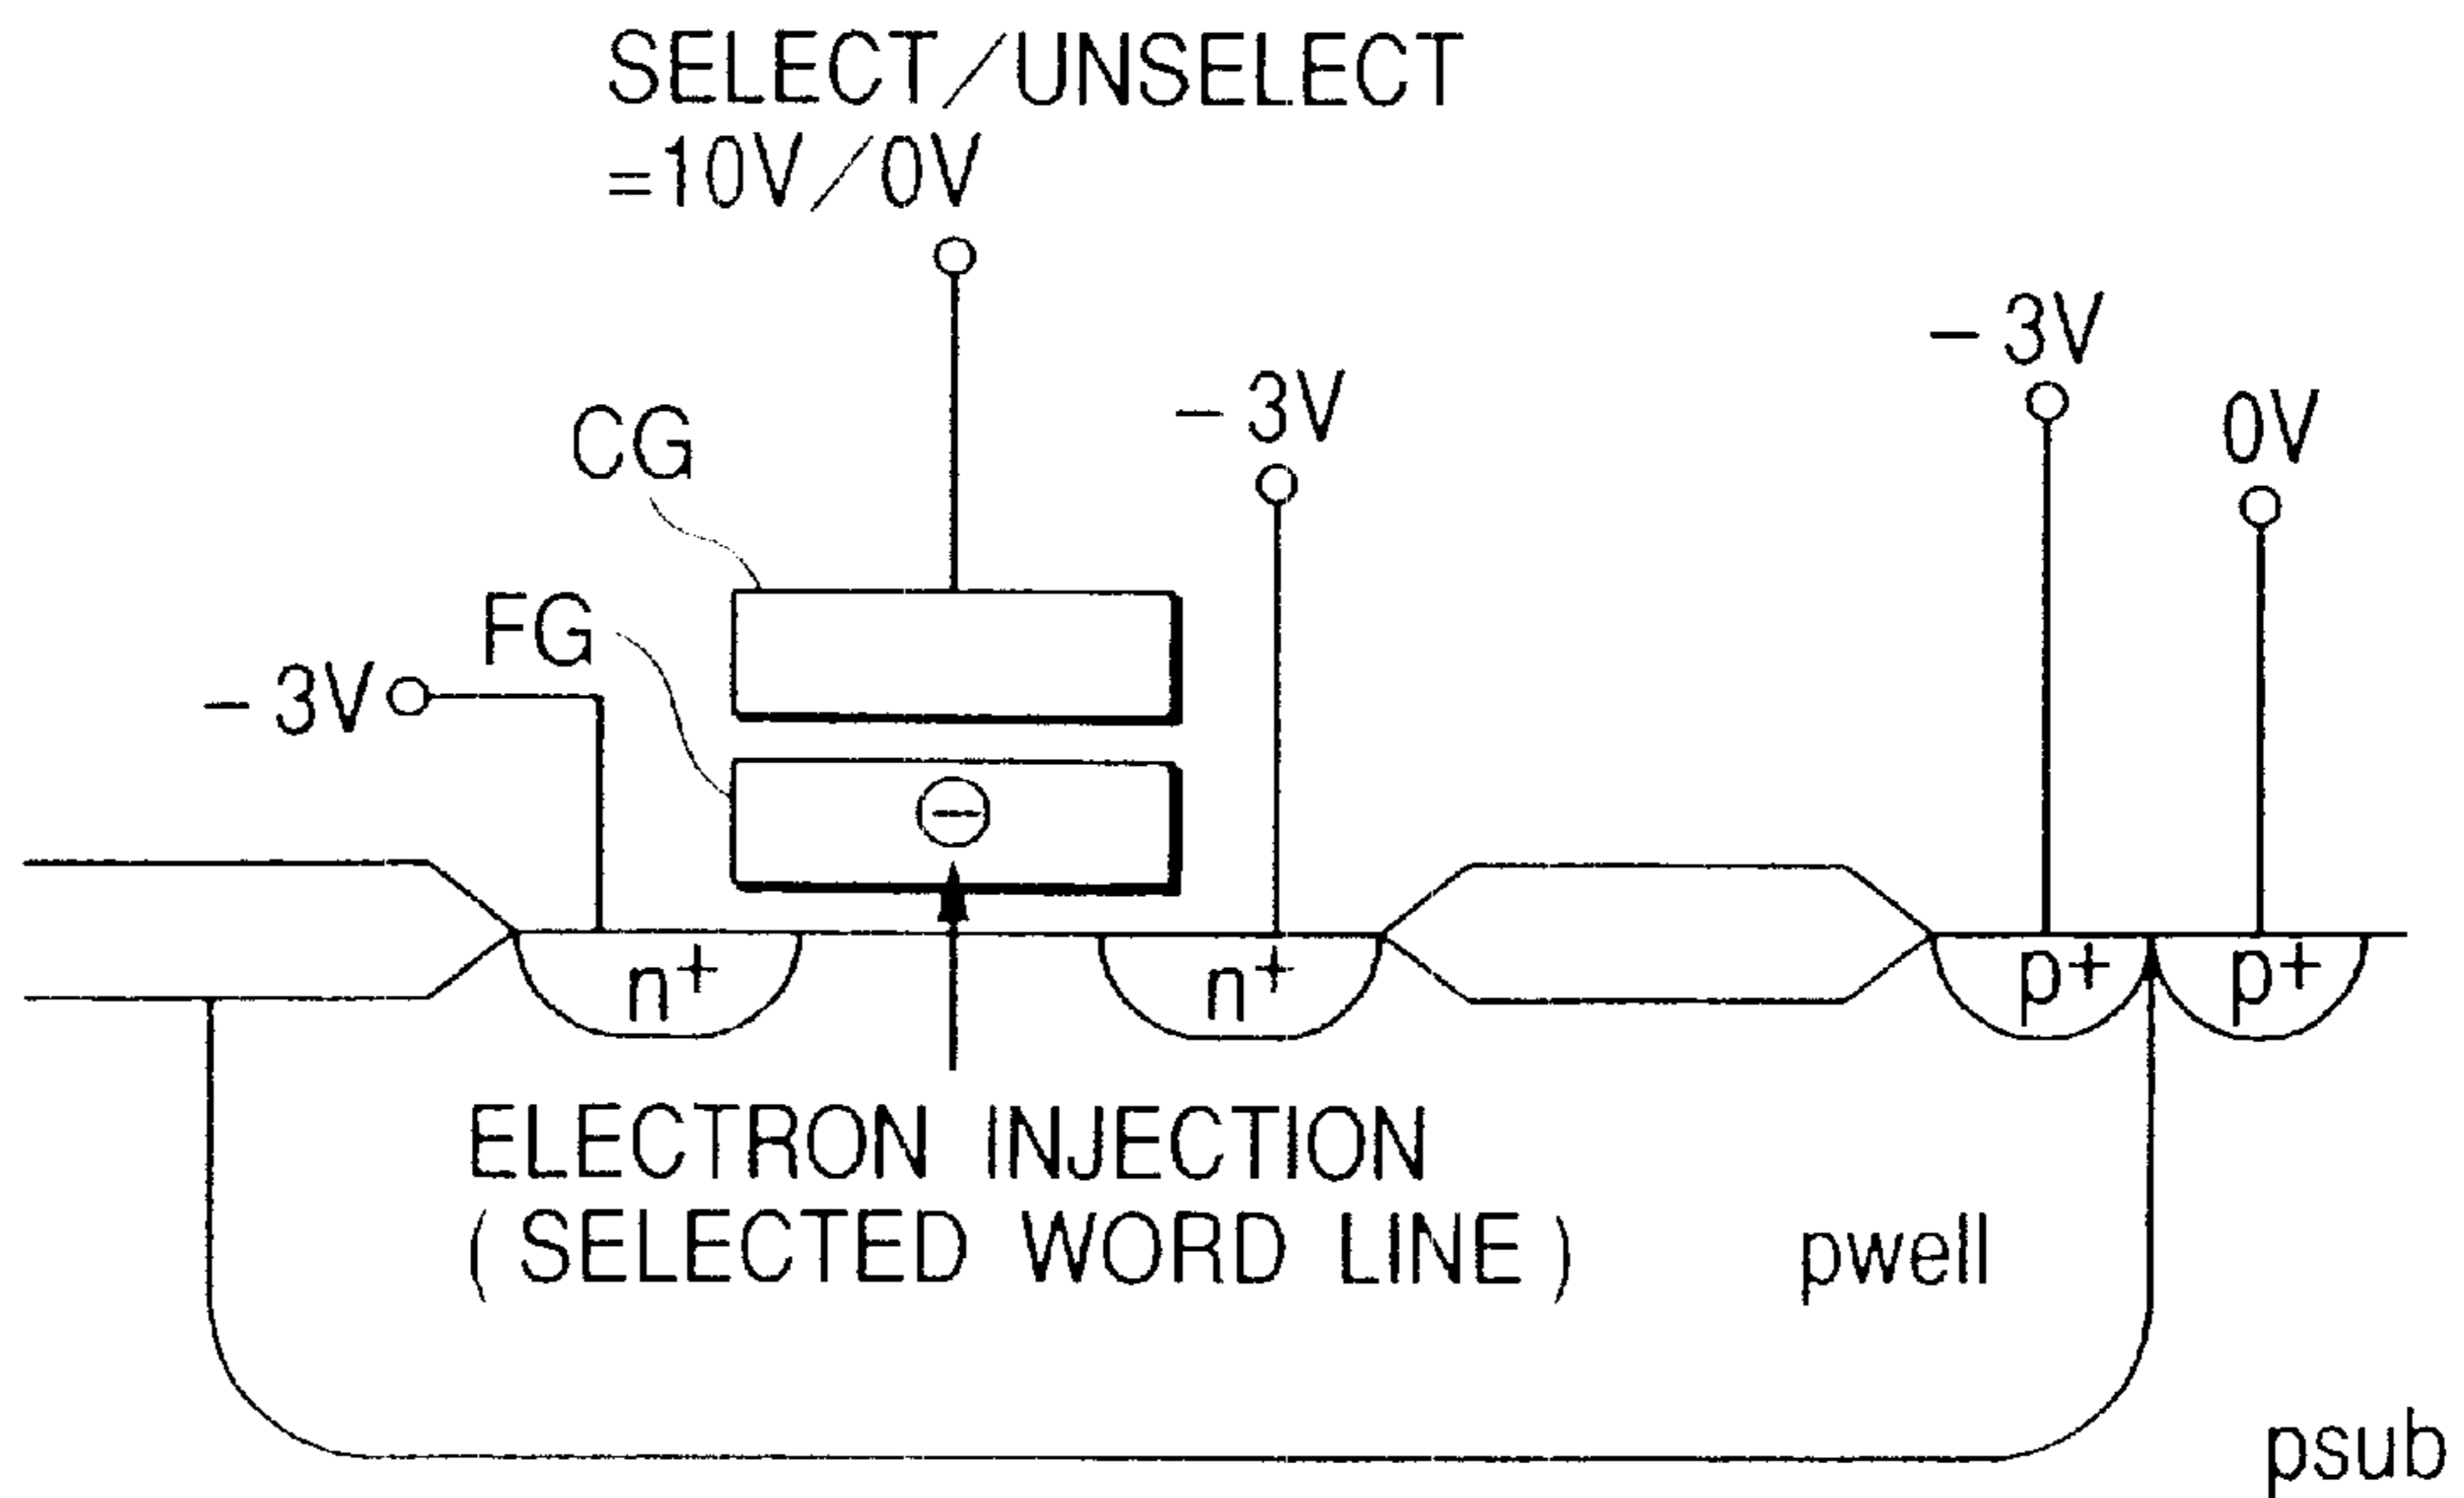 SELECT/UNSELECT
=10V/0V
-3V
0V
-3V
CG
FG
-3V
⊖
n+
n+
p+
p+
ELECTRON INJECTION
(SELECTED WORD LINE)
pwell
psub